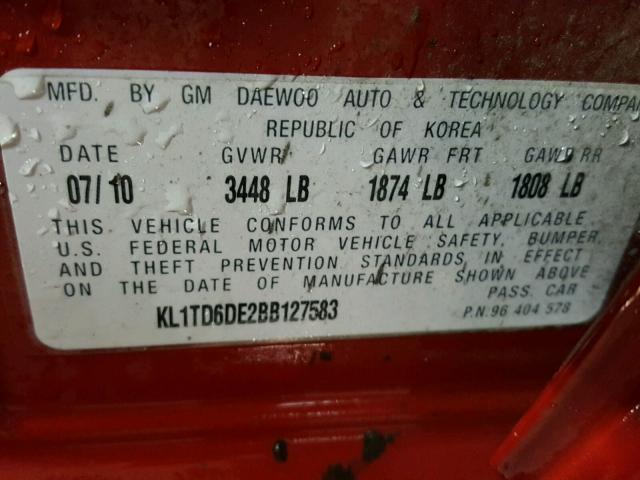 MFD. BY GM DAEWOO AUTO & TECHNOLOGY COMPAN
REPUBLIC OF KOREA
DATE GVWR GAWR FRT GAWR RR
07/10 3448 LB 1874 LB 1808 LB
THIS VEHICLE CONFORMS TO ALL APPLICABLE
U.S. FEDERAL MOTOR VEHICLE SAFETY, BUMPER,
AND THEFT PREVENTION STANDARDS IN EFFECT
ON THE DATE OF MANUFACTURE SHOWN ABOVE
PASS. CAR
KL1TD6DE2BB127583 P.N.96 404 578